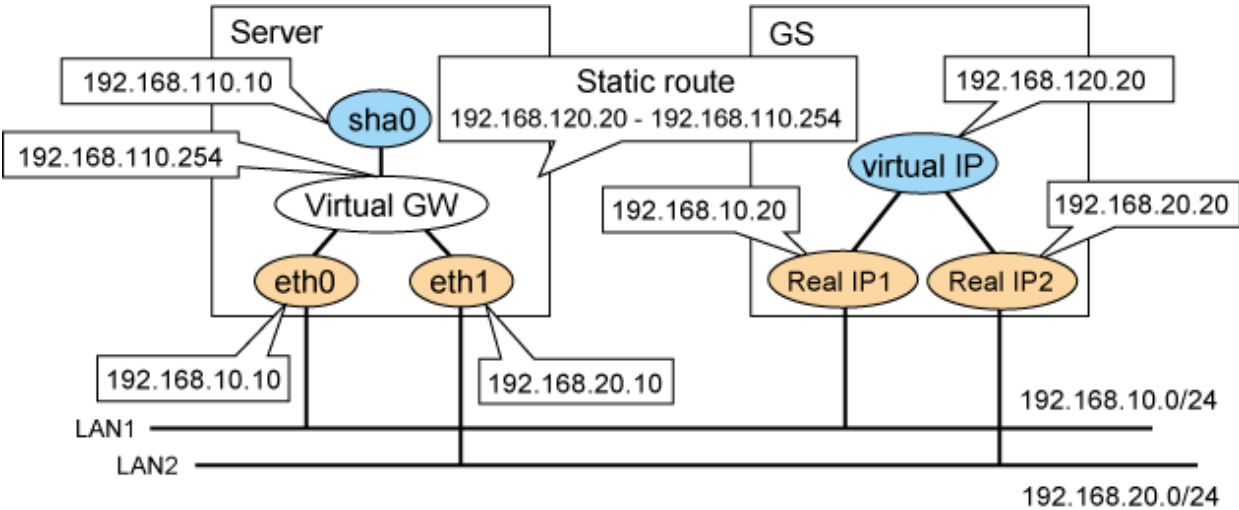 Server
GS
192.168.110.10
Static route
192.168.120.20 - 192.168.110.254
192.168.120.20
sha0
192.168.110.254
virtual IP
Virtual GW
192.168.10.20
192.168.20.20
eth0
eth1
Real IP1
Real IP2
192.168.10.10
192.168.20.10
192.168.10.0/24
LAN1
LAN2
192.168.20.0/24